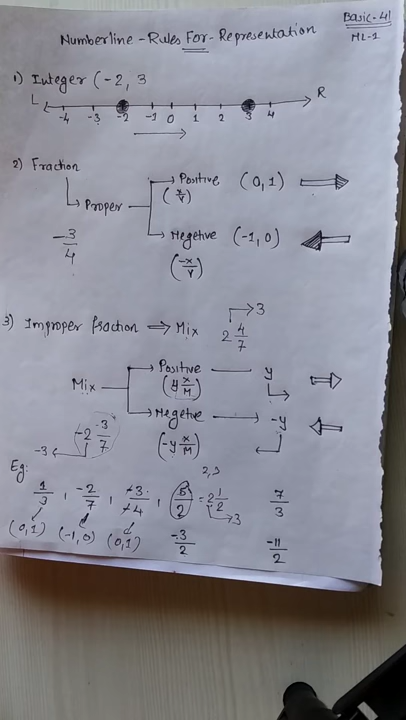 Basic-41
ML-1
Numberline-Rules For-Representation
1) Integer (-2, 3
L -4 -3 -2 -1 0 1 2 3 4 R
2) Fraction
Proper
Positive (x/y) (0,1)
Negetive (-x/y) (-1,0)
-3/4
3) Improper fraction ⇒ Mix 2 4/7 → 3
Mix
Positive (y x/M) — y
Negetive (-y x/M) — -y
-2 3/7
-3
Eg:
1/3, -2/7, -3/-4, 5/2 = 2 1/2 7/3
2,3
3
(0,1) (-1,0) (0,1) -3/2 -11/2